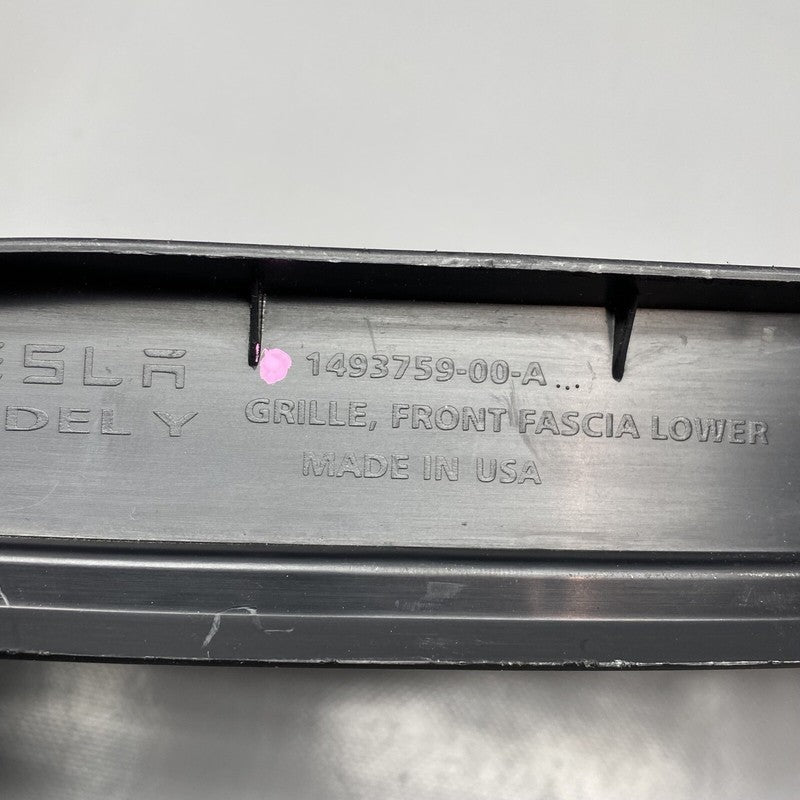 ESLA
DEL Y
1493759-00-A ...
GRILLE, FRONT FASCIA LOWER
MADE IN USA